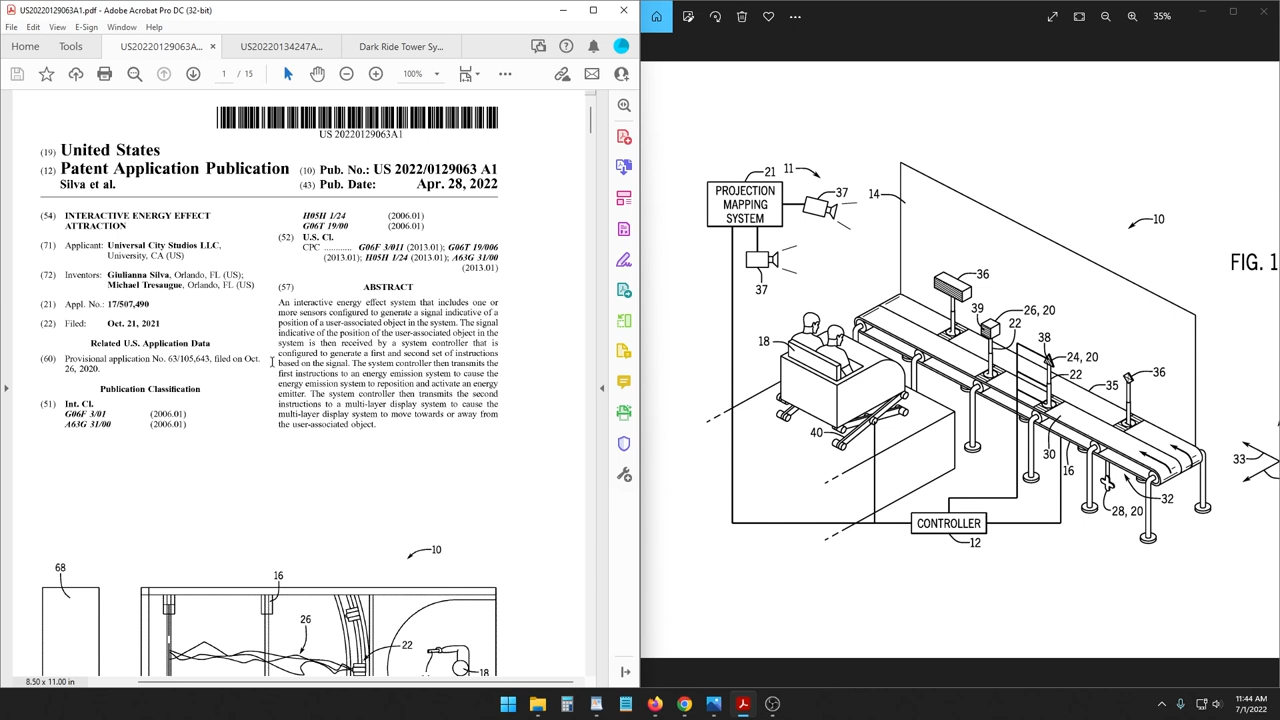 US20220129063A1.pdf - Adobe Acrobat Pro DC (32-bit)
File Edit View E-Sign Window Help
Home Tools US20220129063A... × US20220134247A... Dark Ride Tower Sy...
1 / 15 100%
US 20220129063A1
(19) United States
(12) Patent Application Publication (10) Pub. No.: US 2022/0129063 A1
Silva et al. (43) Pub. Date: Apr. 28, 2022
(54) INTERACTIVE ENERGY EFFECT
ATTRACTION
(71) Applicant: Universal City Studios LLC,
University, CA (US)
(72) Inventors: Giulianna Silva, Orlando, FL (US);
Michael Tresaugue, Orlando, FL (US)
(21) Appl. No.: 17/507,490
(22) Filed: Oct. 21, 2021
Related U.S. Application Data
(60) Provisional application No. 63/105,643, filed on Oct.
26, 2020.
Publication Classification
(51) Int. Cl.
G06F 3/01 (2006.01)
A63G 31/00 (2006.01)
H05H 1/24 (2006.01)
G06T 19/00 (2006.01)
(52) U.S. Cl.
CPC ............ G06F 3/011 (2013.01); G06T 19/006
(2013.01); H05H 1/24 (2013.01); A63G 31/00
(2013.01)
(57) ABSTRACT
An interactive energy effect system that includes one or
more sensors configured to generate a signal indicative of a
position of a user-associated object in the system. The signal
indicative of the position of the user-associated object in
the system is then received by a system controller that is
configured to generate a first and second set of instructions
based on the signal. The system controller then transmits the
first instructions to an energy emission system to cause the
energy emission system to reposition and activate an energy
emitter. The system controller then transmits the second
instructions to a multi-layer display system to cause the
multi-layer display system to move towards or away from
the user-associated object.
10
68
16
26
22
18
8.50 x 11.00 in
35%
21 11
PROJECTION
MAPPING
SYSTEM
37
14
10
FIG. 1
37
36
39
26, 20
22
38
18
24, 20
22
35
36
40
30
16
33
32
28, 20
CONTROLLER
12
11:44 AM
7/1/2022